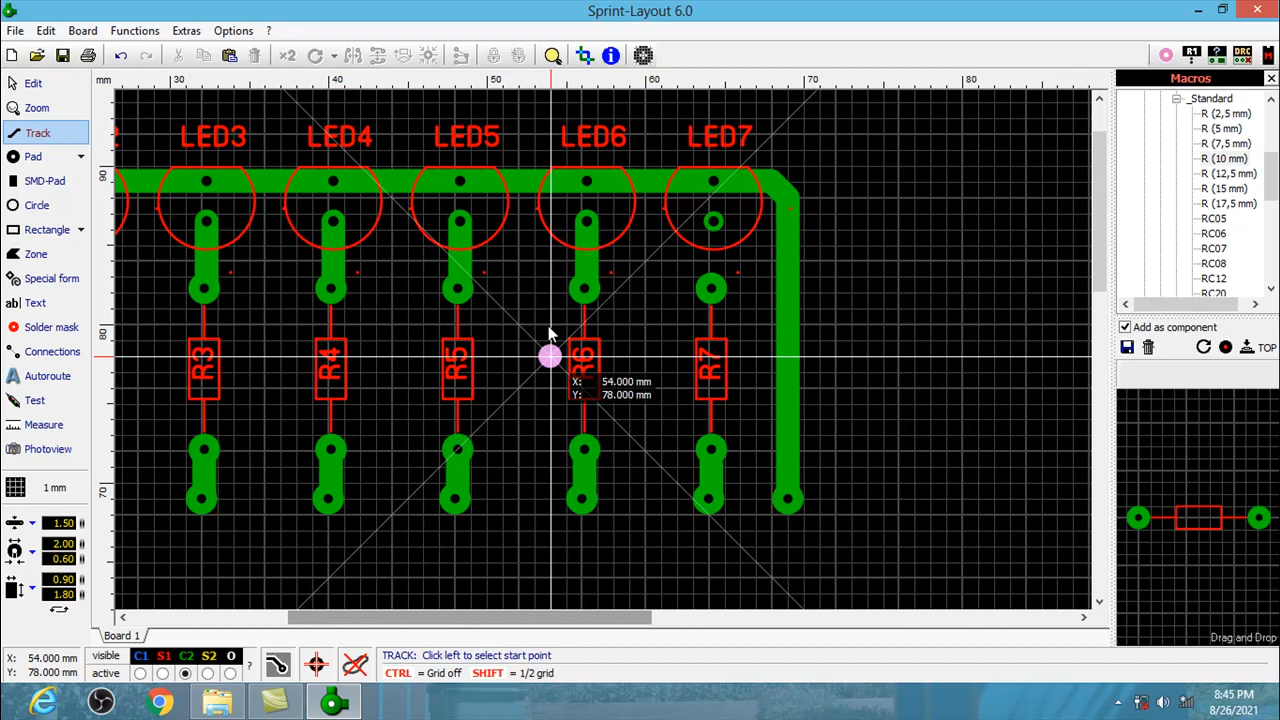 Sprint-Layout 6.0
File Edit Board Functions Extras Options ?
×2 R1 ? DRC M
Edit
Zoom
Track
Pad
SMD-Pad
Circle
Rectangle
Zone
Special form
ab| Text
Solder mask
Connections
Autoroute
Test
Measure
Photoview
1 mm
1.50
2.00
0.60
0.90
1.80
mm 30 40 50 60 70 80
90
80
70
LED3 LED4 LED5 LED6 LED7
R3 R4 R5 R6 R7
X: 54.000 mm
Y: 78.000 mm
Macros
_Standard
R (2,5 mm)
R (5 mm)
R (7,5 mm)
R (10 mm)
R (12,5 mm)
R (15 mm)
R (17,5 mm)
RC05
RC06
RC07
RC08
RC12
RC20
Add as component
TOP
Drag and Drop
Board 1
X: 54.000 mm
Y: 78.000 mm
visible C1 S1 C2 S2 O
active
?
TRACK: Click left to select start point
CTRL = Grid off SHIFT = 1/2 grid
8:45 PM
8/26/2021